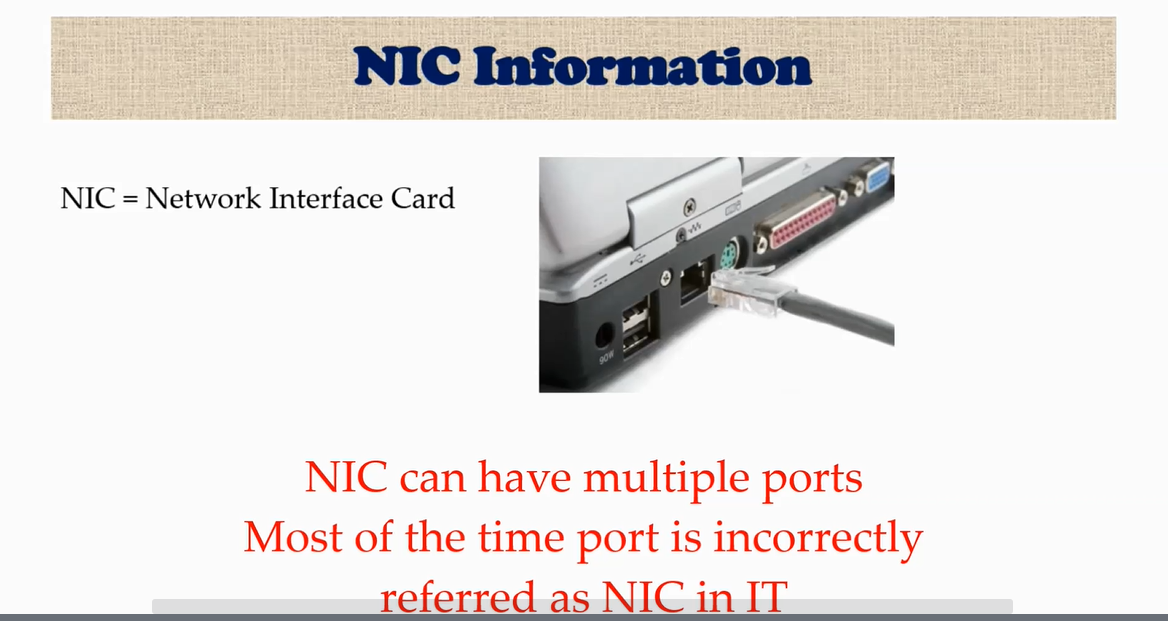 NIC Information
NIC = Network Interface Card
90W
NIC can have multiple ports
Most of the time port is incorrectly
referred as NIC in IT